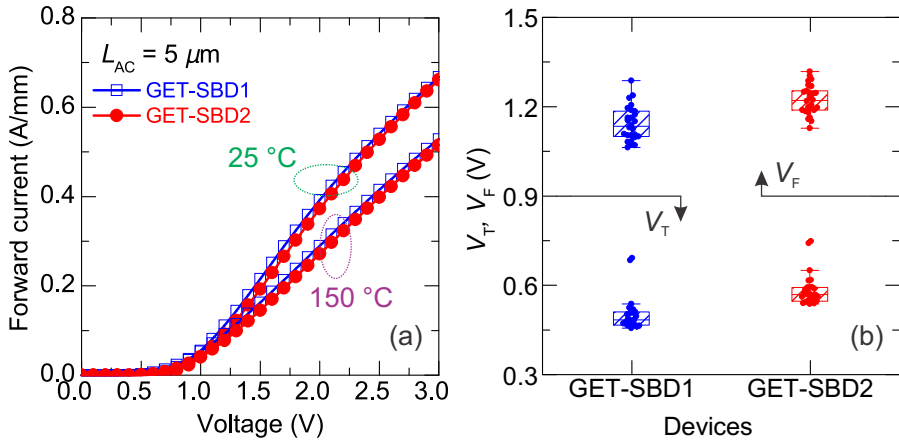 0.8
0.6
0.4
0.2
0.0
Forward current (A/mm)
L_AC = 5 µm
GET-SBD1
GET-SBD2
25 °C
150 °C
(a)
0.0 0.5 1.0 1.5 2.0 2.5 3.0
Voltage (V)
1.5
1.2
0.9
0.6
0.3
V_T, V_F (V)
V_F
V_T
(b)
GET-SBD1 GET-SBD2
Devices